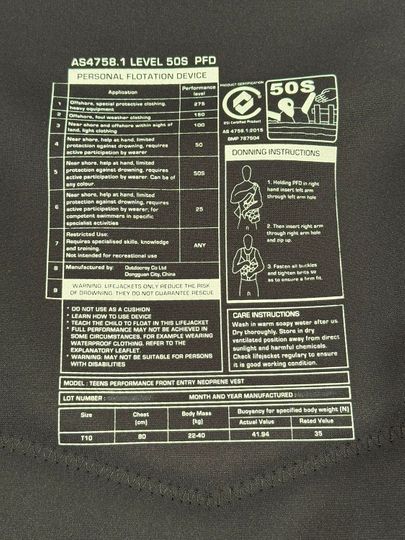 AS4758.1 LEVEL 50S PFD
PERSONAL FLOTATION DEVICE
Application Performance level
1 Offshore, special protective clothing, heavy equipment 275
2 Offshore, foul weather clothing 150
3 Near shore and offshore within sight of land, light clothing 100
4 Near shore, help at hand, limited protection against drowning, requires active participation by wearer 50
5 Near shore, help at hand, limited protection against drowning, requires active participation by wearer. Can be of any colour. 50S
6 Near shore, help at hand, limited protection against drowning, requires active participation by wearer, for competent swimmers in specific specialist activities 25
7 Restricted Use: Requires specialised skills, knowledge and training. Not intended for recreational use ANY
8 Manufactured by: Outdooray Co Ltd Dongguan City, China
9 WARNING: LIFEJACKETS ONLY REDUCE THE RISK OF DROWNING. THEY DO NOT GUARANTEE RESCUE
* DO NOT USE AS A CUSHION
* LEARN HOW TO USE DEVICE
* TEACH THE CHILD TO FLOAT IN THIS LIFEJACKET
* FULL PERFORMANCE MAY NOT BE ACHIEVED IN
SOME CIRCUMSTANCES, FOR EXAMPLE WEARING
WATERPROOF CLOTHING, REFER TO THE
EXPLANATORY LEAFLET
* WARNING: MAY NOT BE SUITABLE FOR PERSONS
WITH DISABILITIES
PRODUCT CERTIFICATION
PSI Certified Product
AS 4758.1:2015
SMP 787904
50S
DONNING INSTRUCTIONS
1. Holding PFD in right
hand insert left arm
through left arm hole
2. Then insert right
arm through right
arm hole and
zip up.
3. Fasten all buckles
and tighten brite so
as to ensure a firm fit.
CARE INSTRUCTIONS
Wash in warm soapy water after us
Dry thoroughly. Store in dry
ventilated position away from direct
sunlight and harmful chemicals.
Check lifejacket regulary to ensure
it is good working condition.
MODEL : TEENS PERFORMANCE FRONT ENTRY NEOPRENE VEST
LOT NUMBER : MONTH AND YEAR MANUFACTURED :
Size Chest (cm) Body Mass (kg) Buoyancy for specified body weight (N)
Actual Value Rated Value
T10 80 22-40 41.94 35